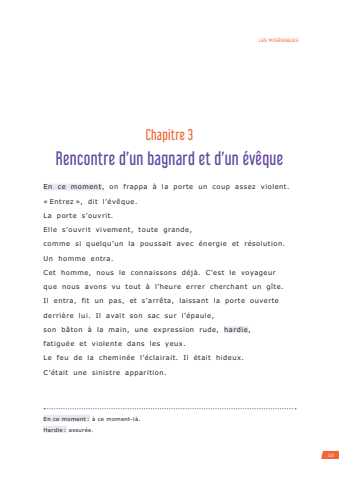 LES MISÉRABLES
Chapitre 3
Rencontre d'un bagnard et d'un évêque
En ce moment, on frappa à la porte un coup assez violent.
« Entrez », dit l'évêque.
La porte s'ouvrit.
Elle s'ouvrit vivement, toute grande,
comme si quelqu'un la poussait avec énergie et résolution.
Un homme entra.
Cet homme, nous le connaissons déjà. C'est le voyageur
que nous avons vu tout à l'heure errer cherchant un gîte.
Il entra, fit un pas, et s'arrêta, laissant la porte ouverte
derrière lui. Il avait son sac sur l'épaule,
son bâton à la main, une expression rude, hardie,
fatiguée et violente dans les yeux.
Le feu de la cheminée l'éclairait. Il était hideux.
C'était une sinistre apparition.
En ce moment : à ce moment-là.
Hardie : assurée.